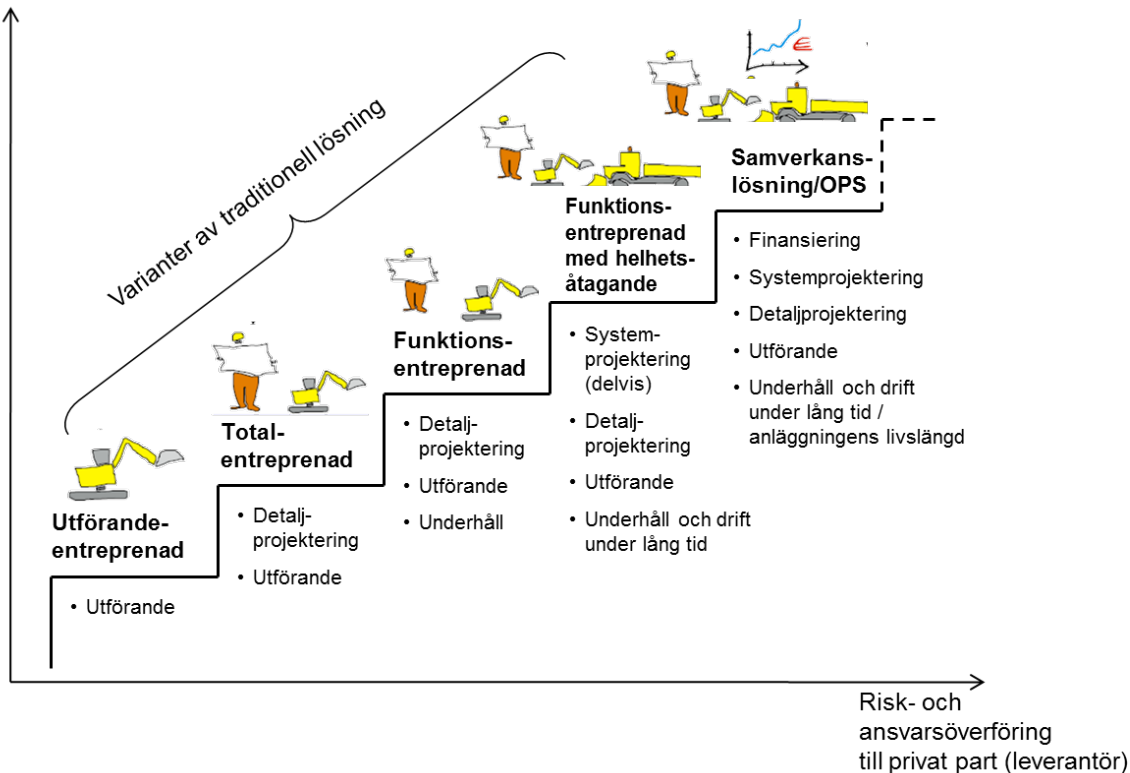 Varianter av traditionell lösning
€
Utförande-
entreprenad
• Utförande
Total-
entreprenad
• Detalj-
projektering
• Utförande
Funktions-
entreprenad
• Detalj-
projektering
• Utförande
• Underhåll
Funktions-
entreprenad
med helhets-
åtagande
• System-
projektering
(delvis)
• Detalj-
projektering
• Utförande
• Underhåll och drift
under lång tid
Samverkans-
lösning/OPS
• Finansiering
• Systemprojektering
• Detaljprojektering
• Utförande
• Underhåll och drift
under lång tid /
anläggningens livslängd
Risk- och
ansvarsöverföring
till privat part (leverantör)